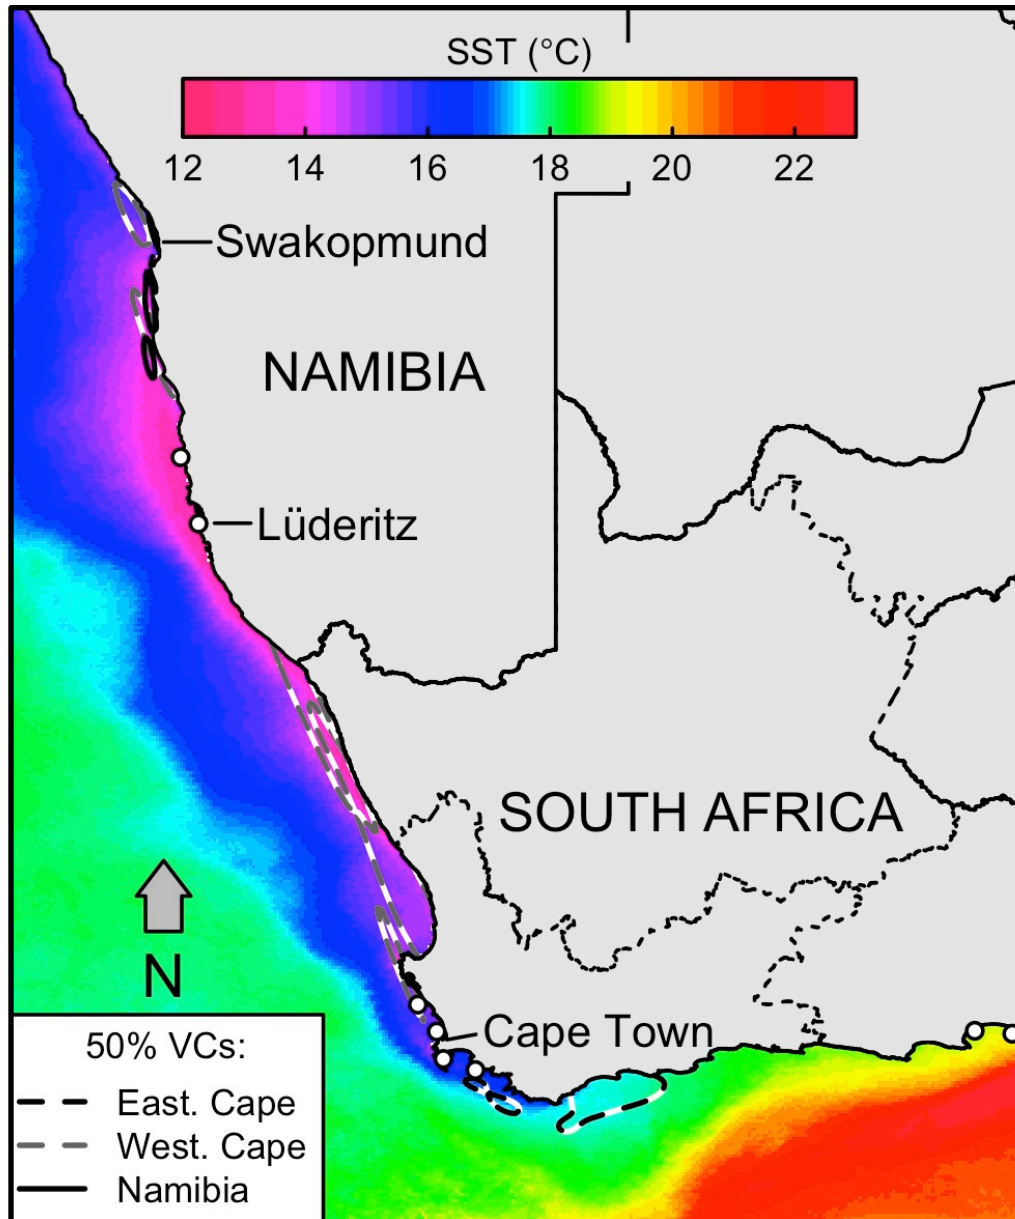 SST (°C)
12 14 16 18 20 22
Swakopmund
NAMIBIA
Lüderitz
SOUTH AFRICA
N
Cape Town
50% VCs:
East. Cape
West. Cape
Namibia